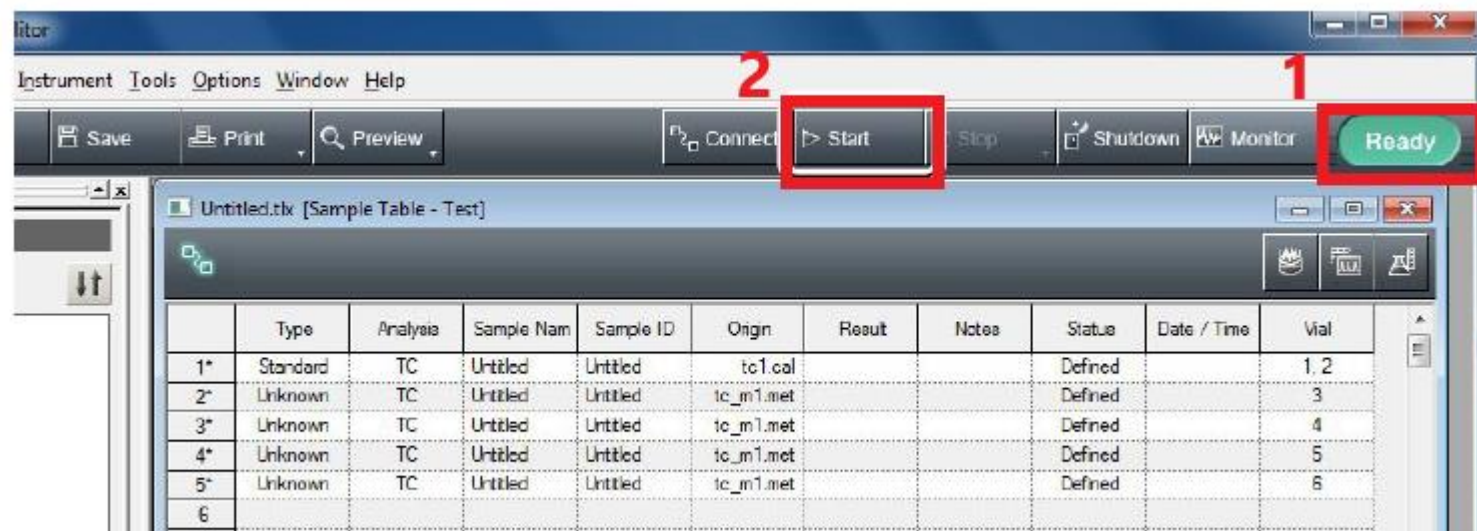 litor
Instrument Tools Options Window Help
2 1
Save Print Preview Connect Start Stop Shutdown Monitor Ready
Untitled.tlx [Sample Table - Test]
Type Analysis Sample Nam Sample ID Origin Result Notes Status Date / Time Vial
1* Standard TC Untitled Untitled tc1.cal Defined 1, 2
2* Unknown TC Untitled Untitled tc_m1.met Defined 3
3* Unknown TC Untitled Untitled tc_m1.met Defined 4
4* Unknown TC Untitled Untitled tc_m1.met Defined 5
5* Unknown TC Untitled Untitled tc_m1.met Defined 6
6